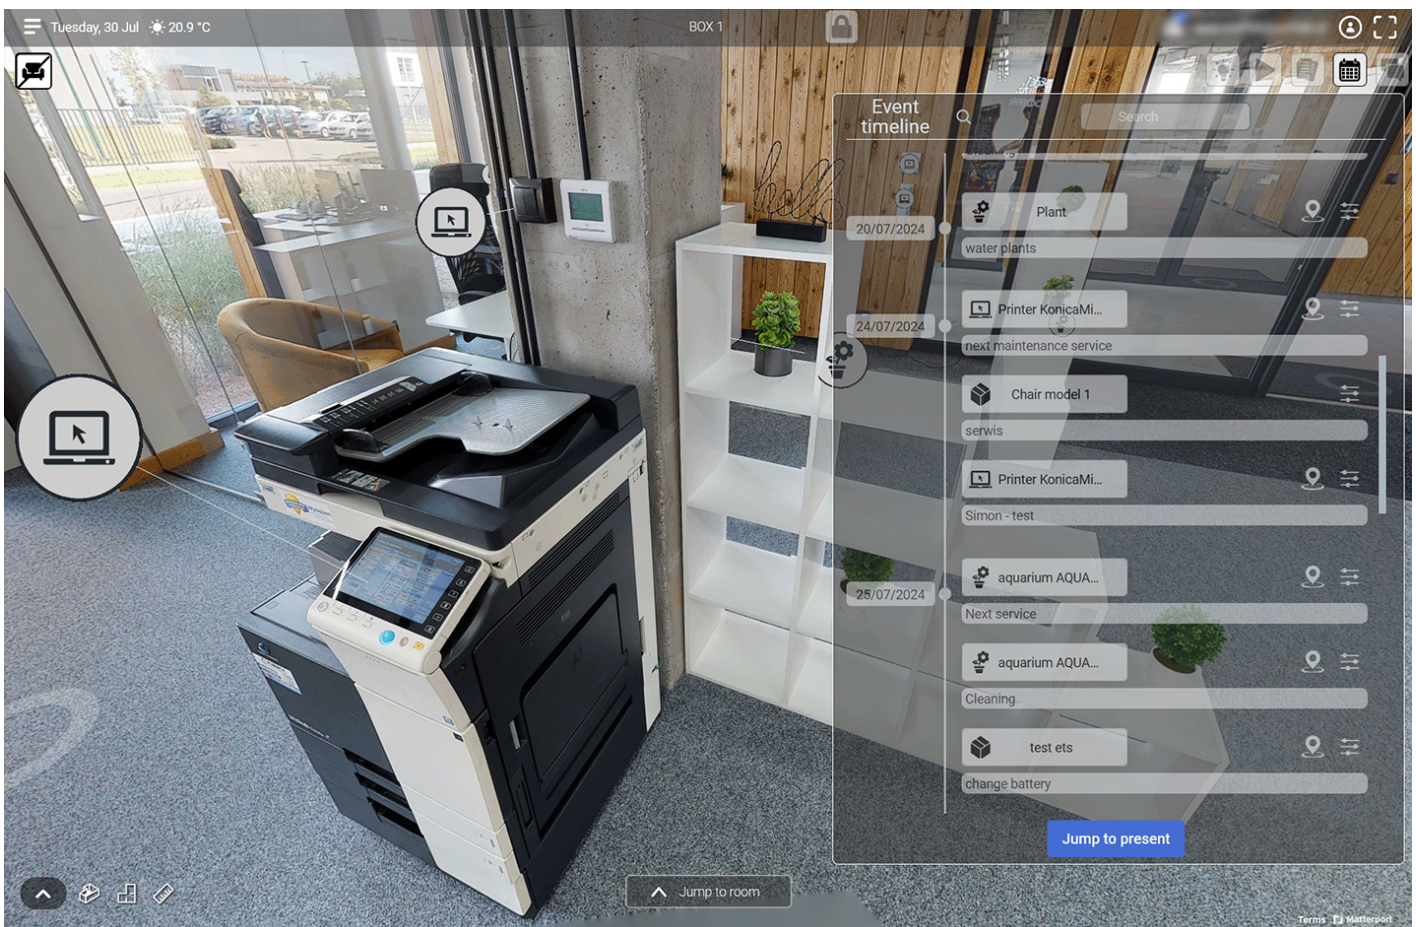 Tuesday, 30 Jul 20.9 °C
BOX 1
Event
timeline
Search
20/07/2024
Plant
water plants
24/07/2024
Printer KonicaMi...
next maintenance service
Chair model 1
serwis
Printer KonicaMi...
Simon - test
25/07/2024
aquarium AQUA...
Next service
aquarium AQUA...
Cleaning
test ets
change battery
Jump to present
Jump to room
Terms Matterport